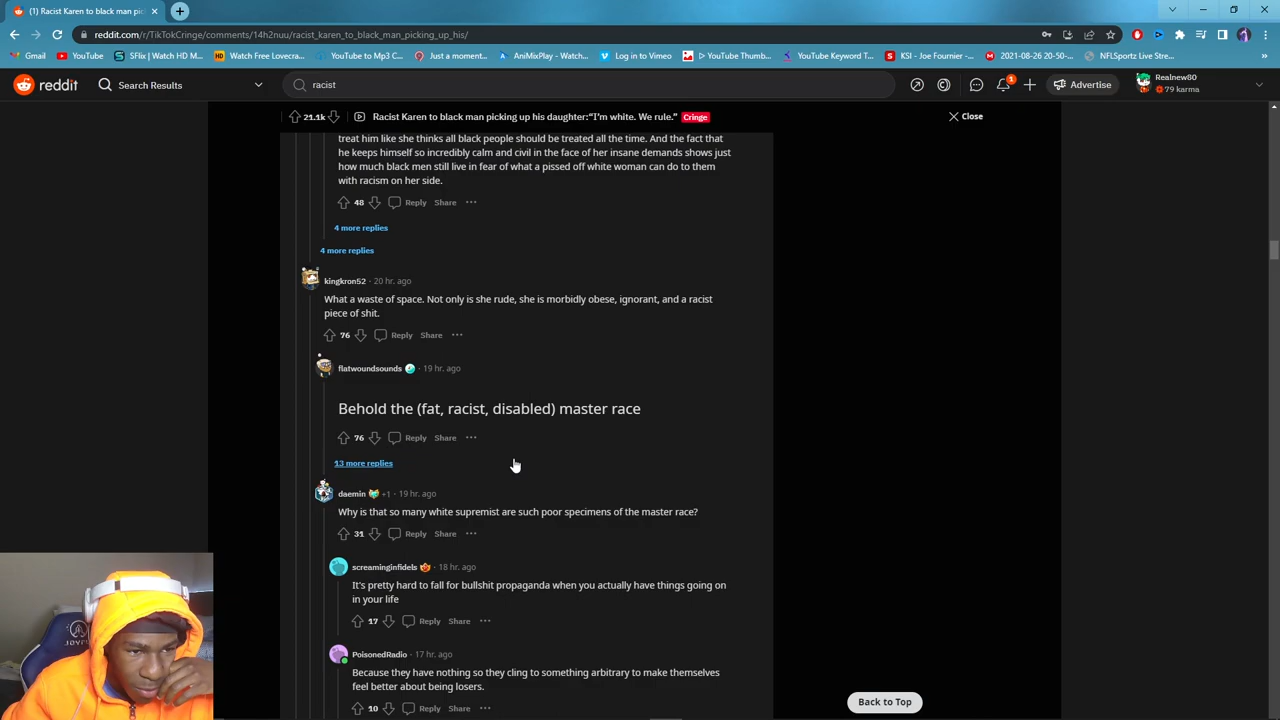 (1) Racist Karen to black man pic
reddit.com/r/TikTokCringe/comments/14h2nuu/racist_karen_to_black_man_picking_up_his/
Gmail YouTube SFlix | Watch HD M... Watch Free Lovecra... YouTube to Mp3 C... Just a moment... AniMixPlay - Watch... Log in to Vimeo ▷ YouTube Thumb... YouTube Keyword T... KSI - Joe Fournier -... 2021-08-26 20-50-... NFLSportz Live Stre... »
reddit Search Results racist 1 Advertise Realnew80
79 karma
21.1k Racist Karen to black man picking up his daughter:“I’m white. We rule.” Cringe Close
treat him like she thinks all black people should be treated all the time. And the fact that
he keeps himself so incredibly calm and civil in the face of her insane demands shows just
how much black men still live in fear of what a pissed off white woman can do to them
with racism on her side.
48 Reply Share ...
4 more replies
4 more replies
kingkron52 · 20 hr. ago
What a waste of space. Not only is she rude, she is morbidly obese, ignorant, and a racist
piece of shit.
76 Reply Share ...
flatwoundsounds · 19 hr. ago
Behold the (fat, racist, disabled) master race
76 Reply Share ...
13 more replies
daemin +1 · 19 hr. ago
Why is that so many white supremist are such poor specimens of the master race?
31 Reply Share ...
screaminginfidels · 18 hr. ago
It's pretty hard to fall for bullshit propaganda when you actually have things going on
in your life
17 Reply Share ...
PoisonedRadio · 17 hr. ago
Because they have nothing so they cling to something arbitrary to make themselves
feel better about being losers.
10 Reply Share ...
Back to Top